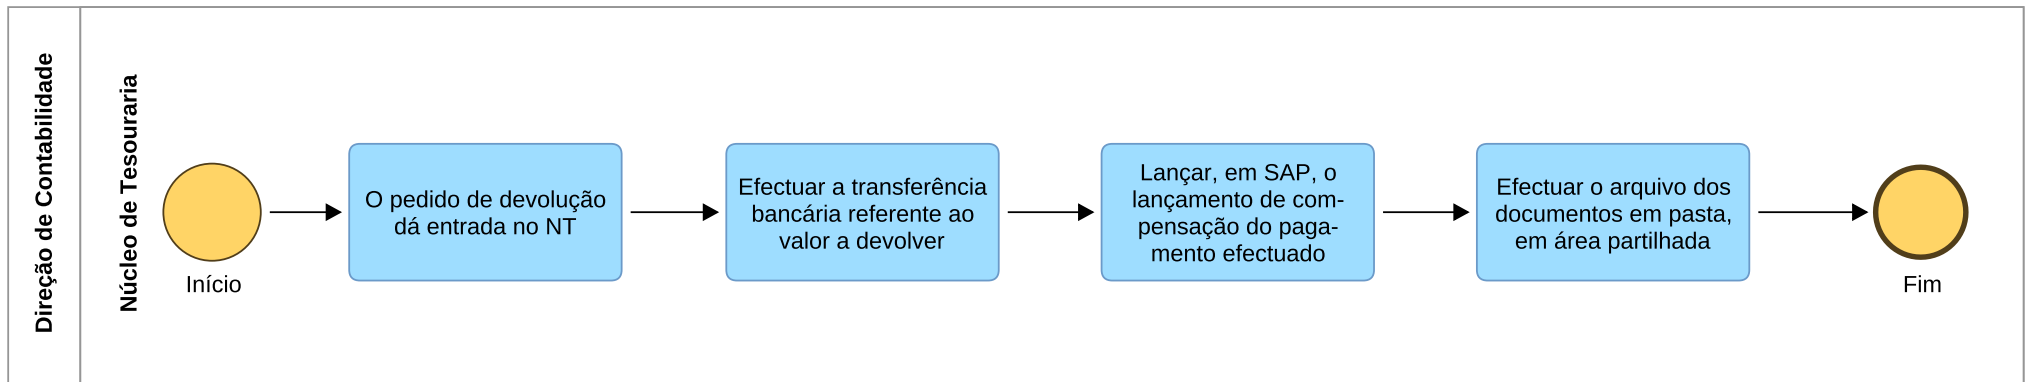 Direção de Contabilidade
Núcleo de Tesouraria
Início
O pedido de devolução
dá entrada no NT
Efectuar a transferência
bancária referente ao
valor a devolver
Lançar, em SAP, o
lançamento de com-
pensação do paga-
mento efectuado
Efectuar o arquivo dos
documentos em pasta,
em área partilhada
Fim